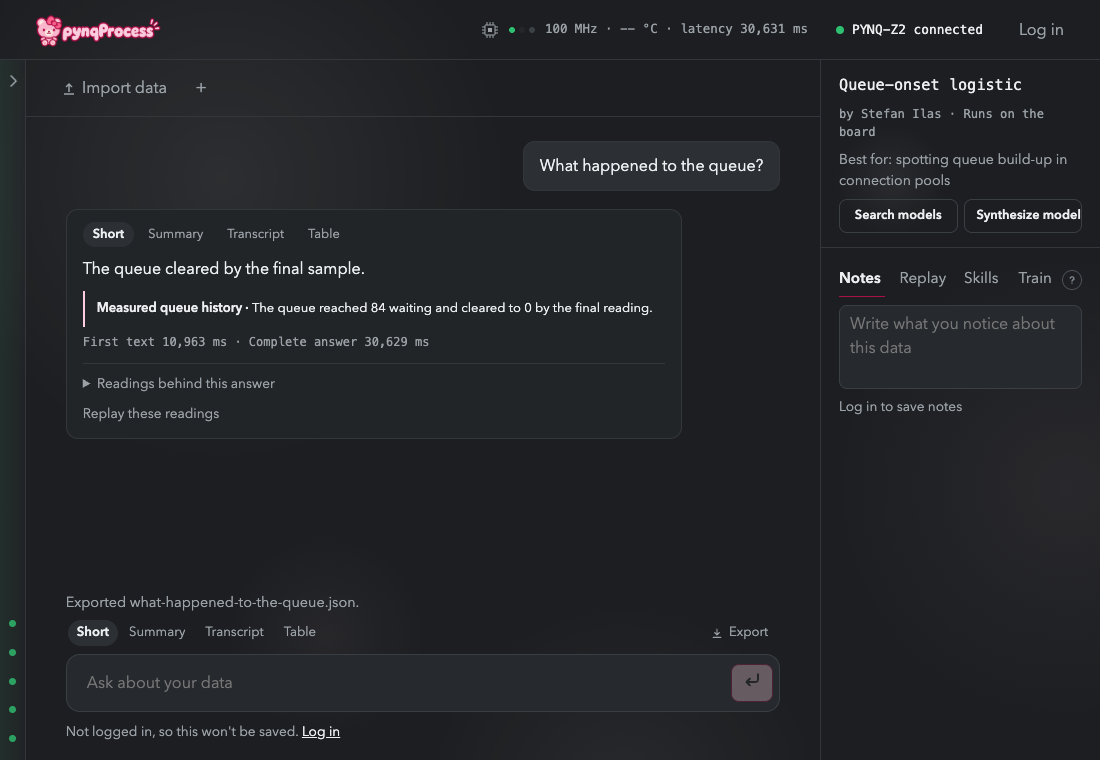 pynqProcess
100 MHz · −− °C · latency 30,631 ms
PYNQ−Z2 connected
Log in
Import data
+
What happened to the queue?
Short Summary Transcript Table
The queue cleared by the final sample.
Measured queue history · The queue reached 84 waiting and cleared to 0 by the final reading.
First text 10,963 ms · Complete answer 30,629 ms
Readings behind this answer
Replay these readings
Exported what-happened-to-the-queue.json.
Short Summary Transcript Table
Export
Ask about your data
Not logged in, so this won't be saved. Log in
Queue−onset logistic
by Stefan Ilas · Runs on the
board
Best for: spotting queue build-up in
connection pools
Search models
Synthesize model
Notes Replay Skills Train ?
Write what you notice about
this data
Log in to save notes